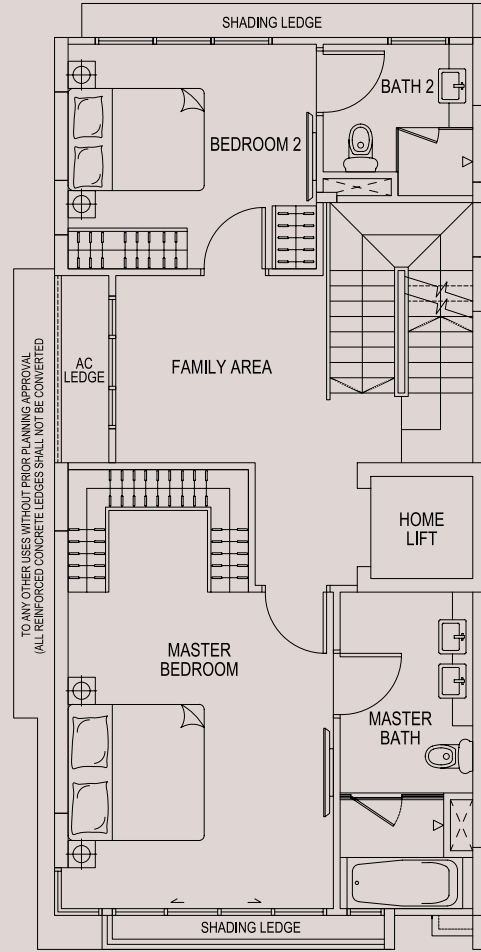 SHADING LEDGE
BATH 2
BEDROOM 2
AC
LEDGE
FAMILY AREA
TO ANY OTHER USES WITHOUT PRIOR PLANNING APPROVAL
(ALL REINFORCED CONCRETE LEDGES SHALL NOT BE CONVERTED
HOME
LIFT
MASTER
BEDROOM
MASTER
BATH
SHADING LEDGE